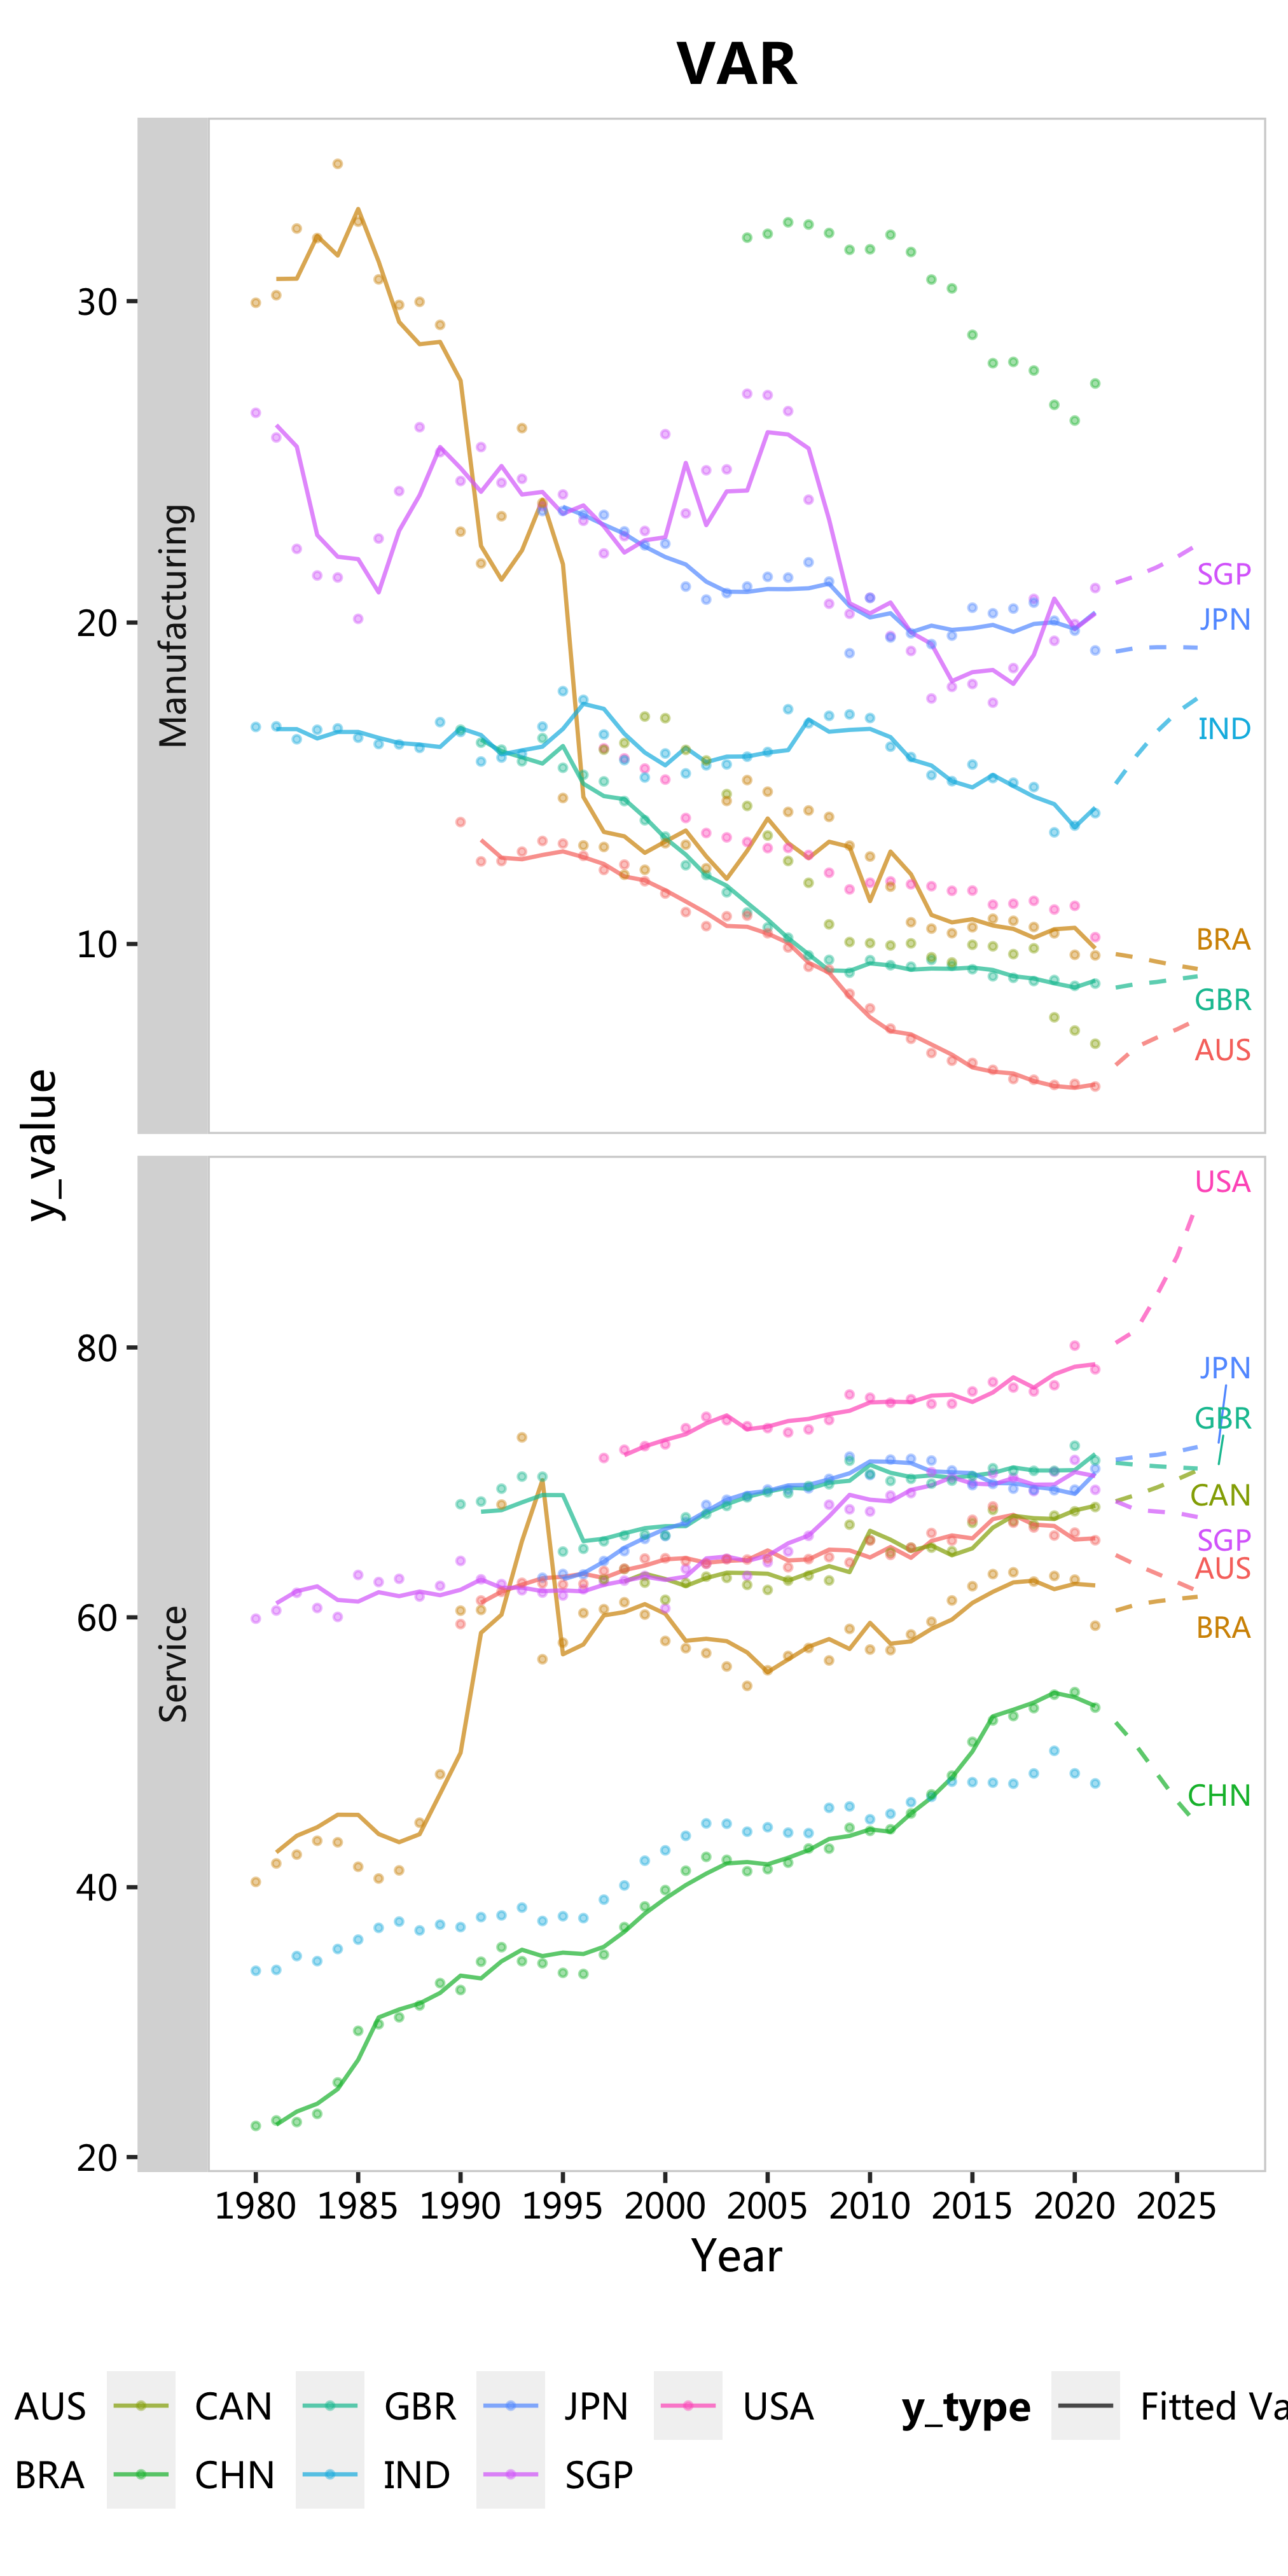 VAR
y_value
Manufacturing
30
20
10
SGP
JPN
IND
BRA
GBR
AUS
Service
80
60
40
20
USA
JPN
GBR
CAN
SGP
AUS
BRA
CHN
1980 1985 1990 1995 2000 2005 2010 2015 2020 2025
Year
AUS CAN GBR JPN USA y_type Fitted Va
BRA CHN IND SGP